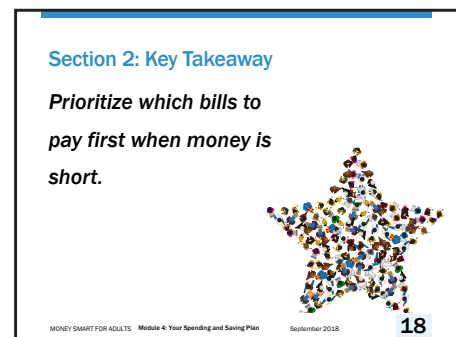 Section 2: Key Takeaway
Prioritize which bills to
pay first when money is
short.
MONEY SMART FOR ADULTS Module 4: Your Spending and Saving Plan September 2018 18